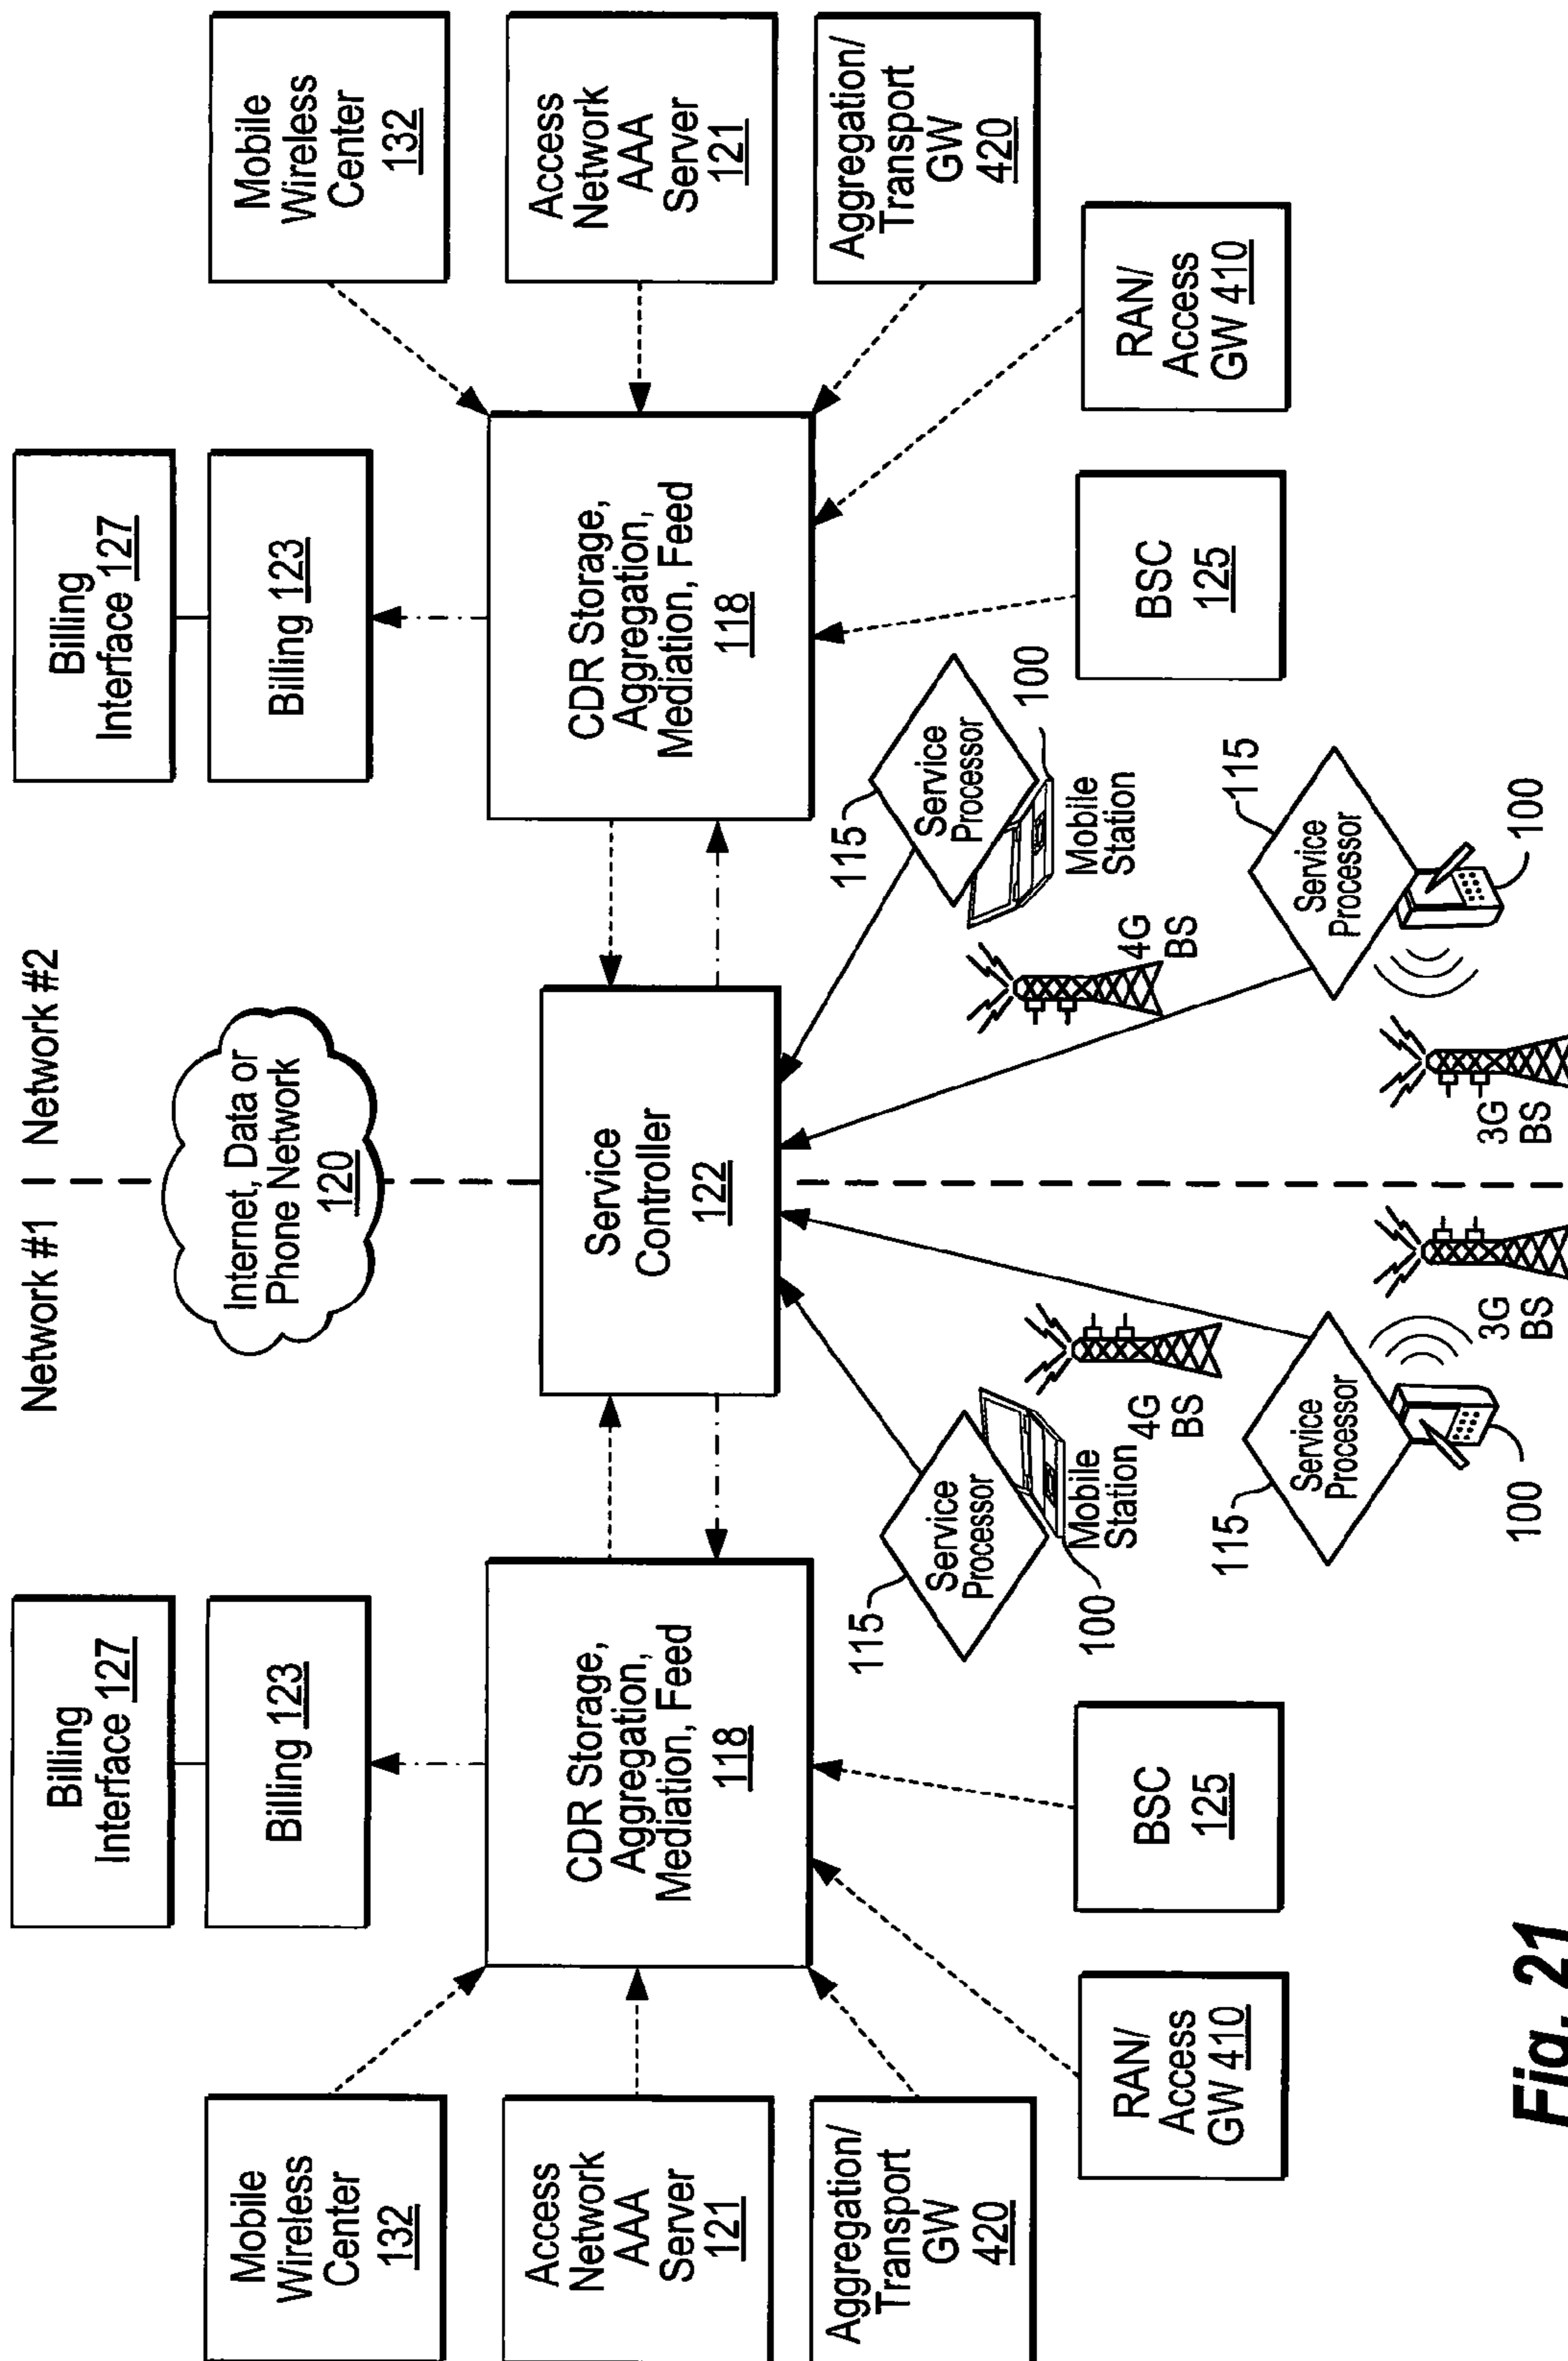 Network #1
Network #2
Billing
Interface 127
Billing 123
Internet, Data or
Phone Network
120
Billing
Interface 127
Billing 123
Mobile
Wireless
Center
132
Access
Network
AAA
Server
121
Aggregation/
Transport
GW
420
CDR Storage,
Aggregation,
Mediation, Feed
118
Service
Controller
122
CDR Storage,
Aggregation,
Mediation, Feed
118
Mobile
Wireless
Center
132
Access
Network
AAA
Server
121
Aggregation/
Transport
GW
420
RAN/
Access
GW 410
BSC
125
115
Service
Processor
100
Mobile
Station
4G
BS
115
Service
Processor
100
3G
BS
4G
BS
115
Service
Processor
100
Mobile
Station
3G
BS
115
Service
Processor
100
BSC
125
RAN/
Access
GW 410
Fig. 21